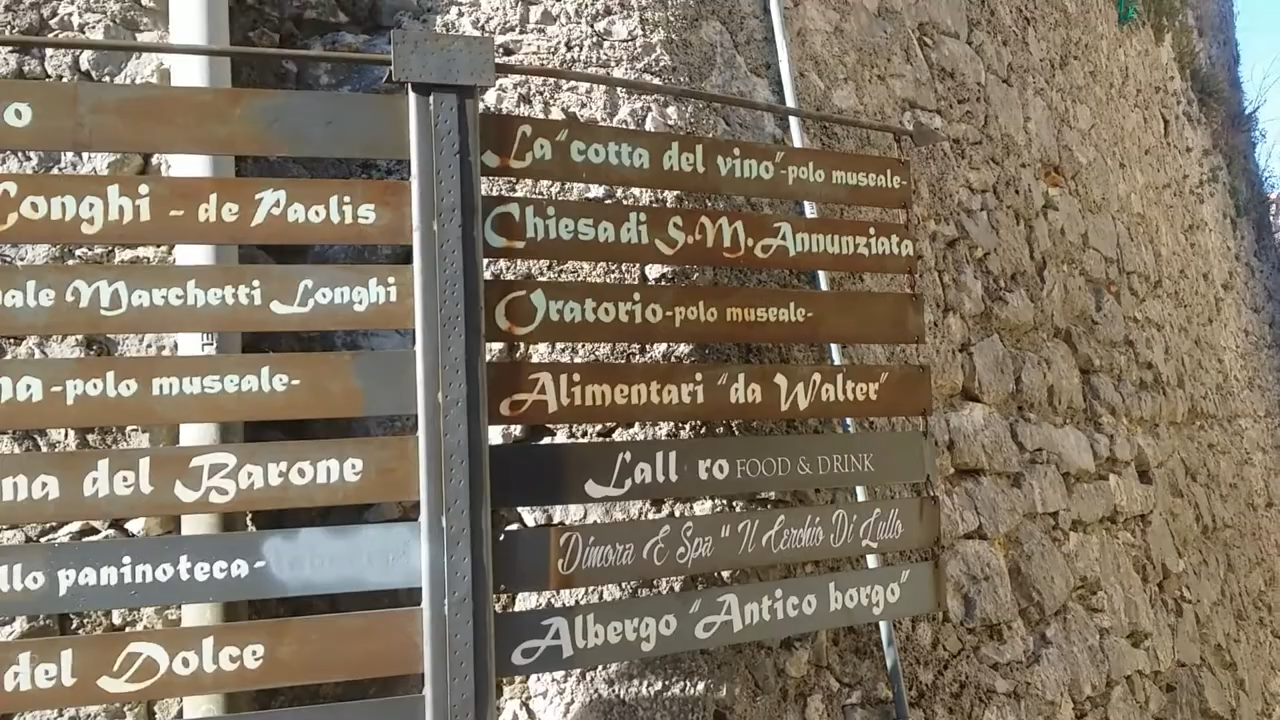 o
Longhi - de Paolis
ale Marchetti Longhi
na -polo museale-
na del Barone
llo paninoteca-
del Dolce
La "cotta del vino" -polo museale-
Chiesa di S.M. Annunziata
Oratorio -polo museale-
Alimentari "da Walter"
Lall ro FOOD & DRINK
Dimora E Spa " Il Cerchio Di Lullo
Albergo "Antico borgo"